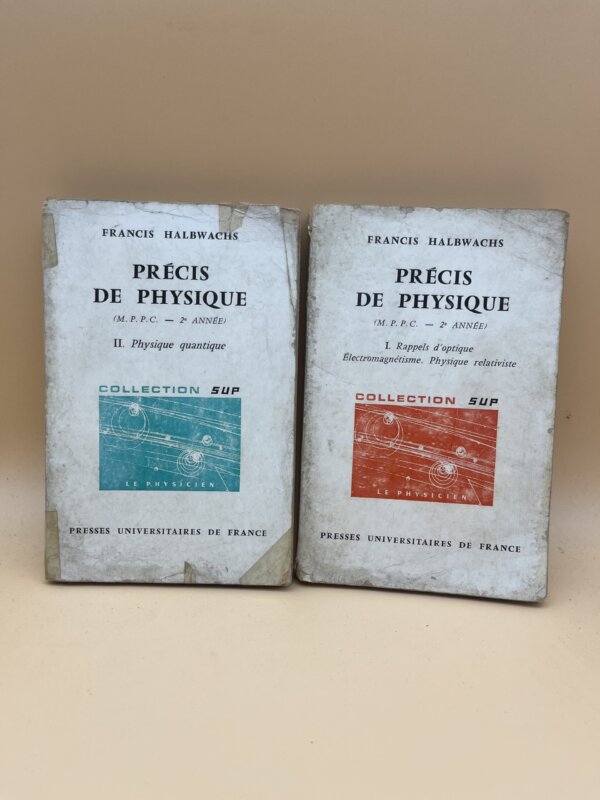 FRANCIS HALBWACHS
PRÉCIS
DE PHYSIQUE
(M. P. P. C. — 2e ANNÉE)
II. Physique quantique
COLLECTION SUP
LE PHYSICIEN
PRESSES UNIVERSITAIRES DE FRANCE
FRANCIS HALBWACHS
PRÉCIS
DE PHYSIQUE
(M. P. P. C. — 2e ANNÉE)
I. Rappels d'optique
Électromagnétisme. Physique relativiste
COLLECTION SUP
LE PHYSICIEN
PRESSES UNIVERSITAIRES DE FRANCE